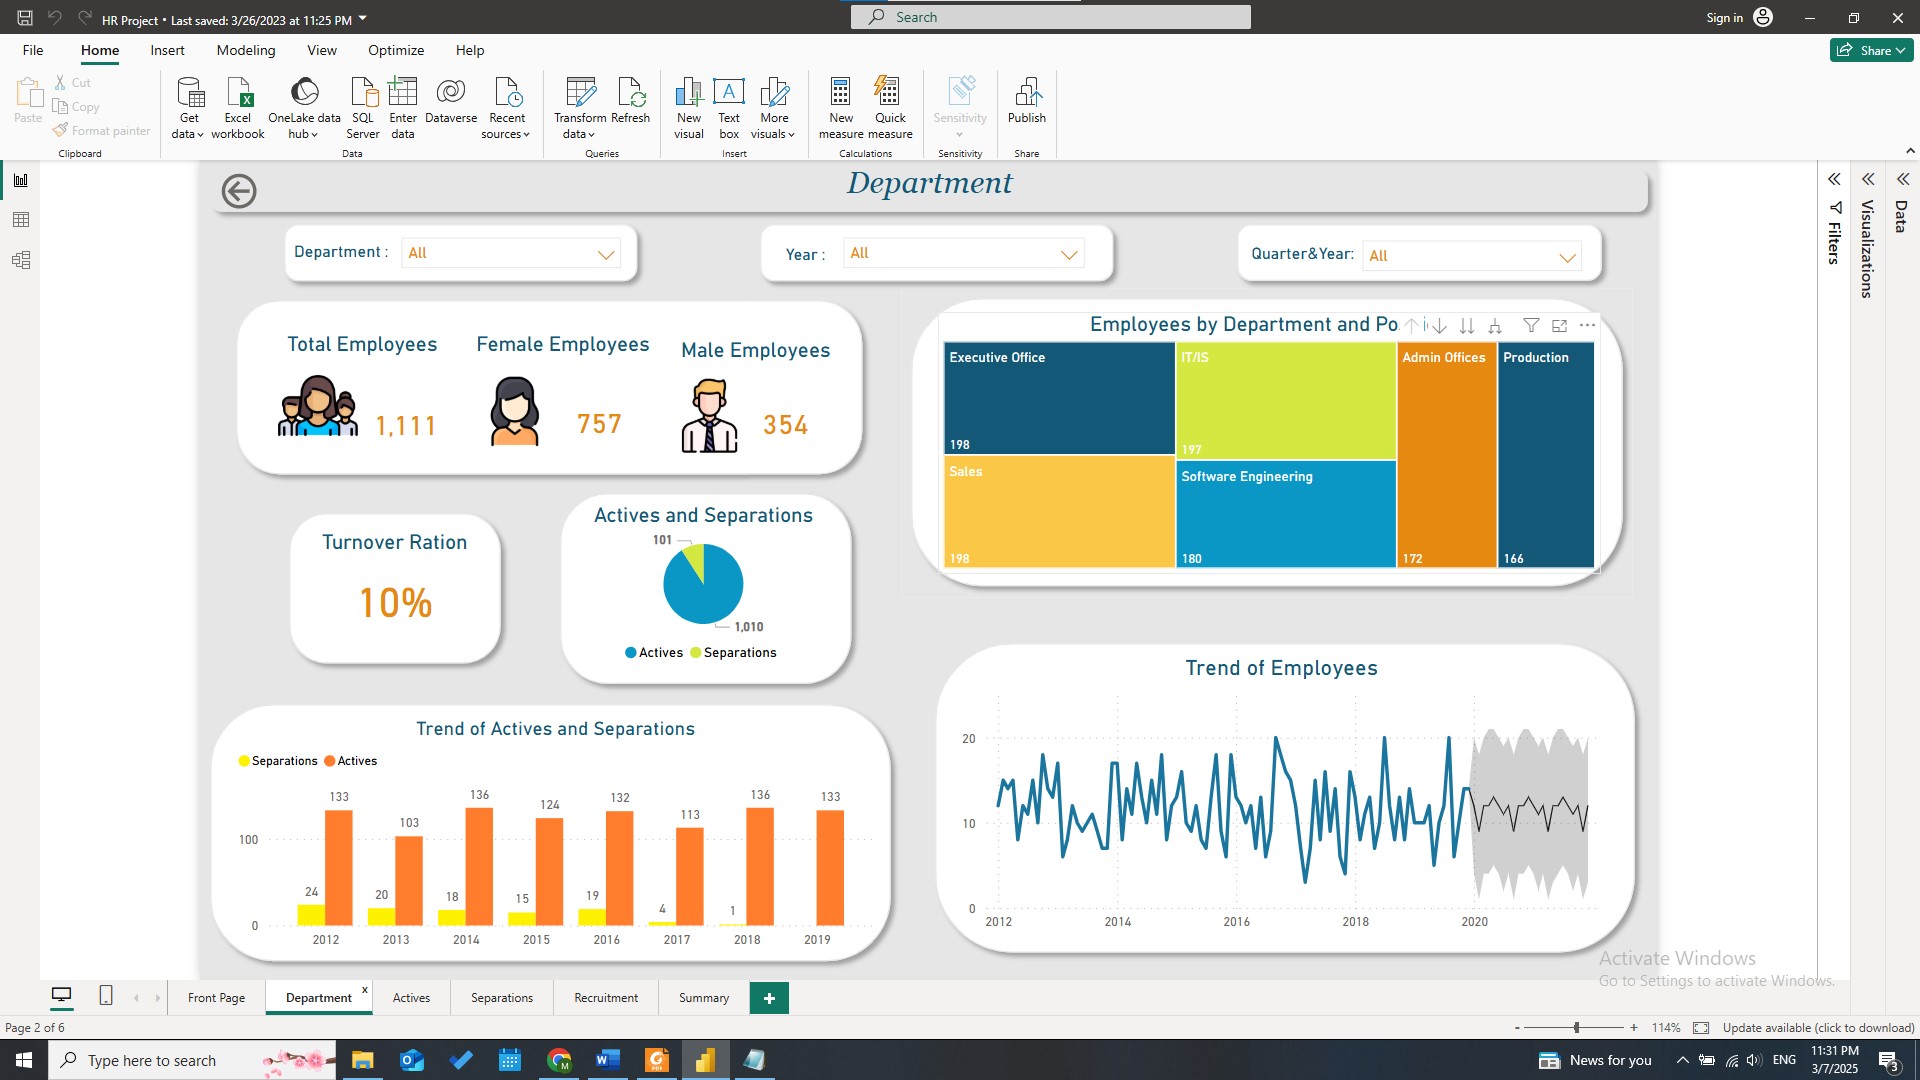 HR Project • Last saved: 3/26/2023 at 11:25 PM
Search
Sign in
File Home Insert Modeling View Optimize Help
Share
Paste
Cut
Copy
Format painter
Clipboard
Get data
Excel workbook
OneLake data hub
SQL Server
Enter data
Dataverse
Recent sources
Data
Transform data
Refresh
Queries
New visual
Text box
More visuals
Insert
New measure
Quick measure
Calculations
Sensitivity
Sensitivity
Publish
Share
Department
Department : All
Year : All
Quarter&Year: All
Filters
Visualizations
Data
Total Employees
1,111
Female Employees
757
Male Employees
354
Employees by Department and Po
Executive Office
198
Sales
198
IT/IS
197
Software Engineering
180
Admin Offices
172
Production
166
Turnover Ration
10%
Actives and Separations
101
1,010
Actives Separations
Trend of Actives and Separations
Separations Actives
100
0
24 133
20 103
18 136
15 124
19 132
4 113
1 136
133
2012 2013 2014 2015 2016 2017 2018 2019
Trend of Employees
20
10
0
2012 2014 2016 2018 2020
Activate Windows
Go to Settings to activate Windows.
Front Page Department x Actives Separations Recruitment Summary +
Page 2 of 6
- + 114%
Update available (click to download)
Type here to search
News for you
ENG
11:31 PM
3/7/2025
3